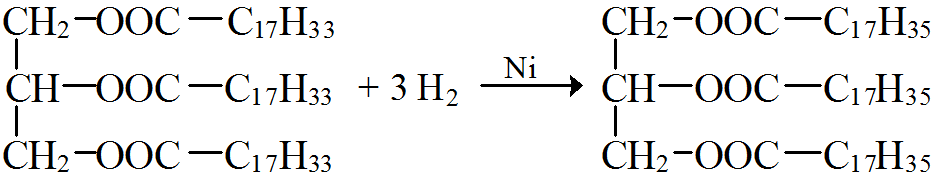 CH₂–OOC–C₁₇H₃₃ CH₂–OOC–C₁₇H₃₅
CH–OOC–C₁₇H₃₃ + 3 H₂ Ni CH–OOC–C₁₇H₃₅
CH₂–OOC–C₁₇H₃₃ CH₂–OOC–C₁₇H₃₅